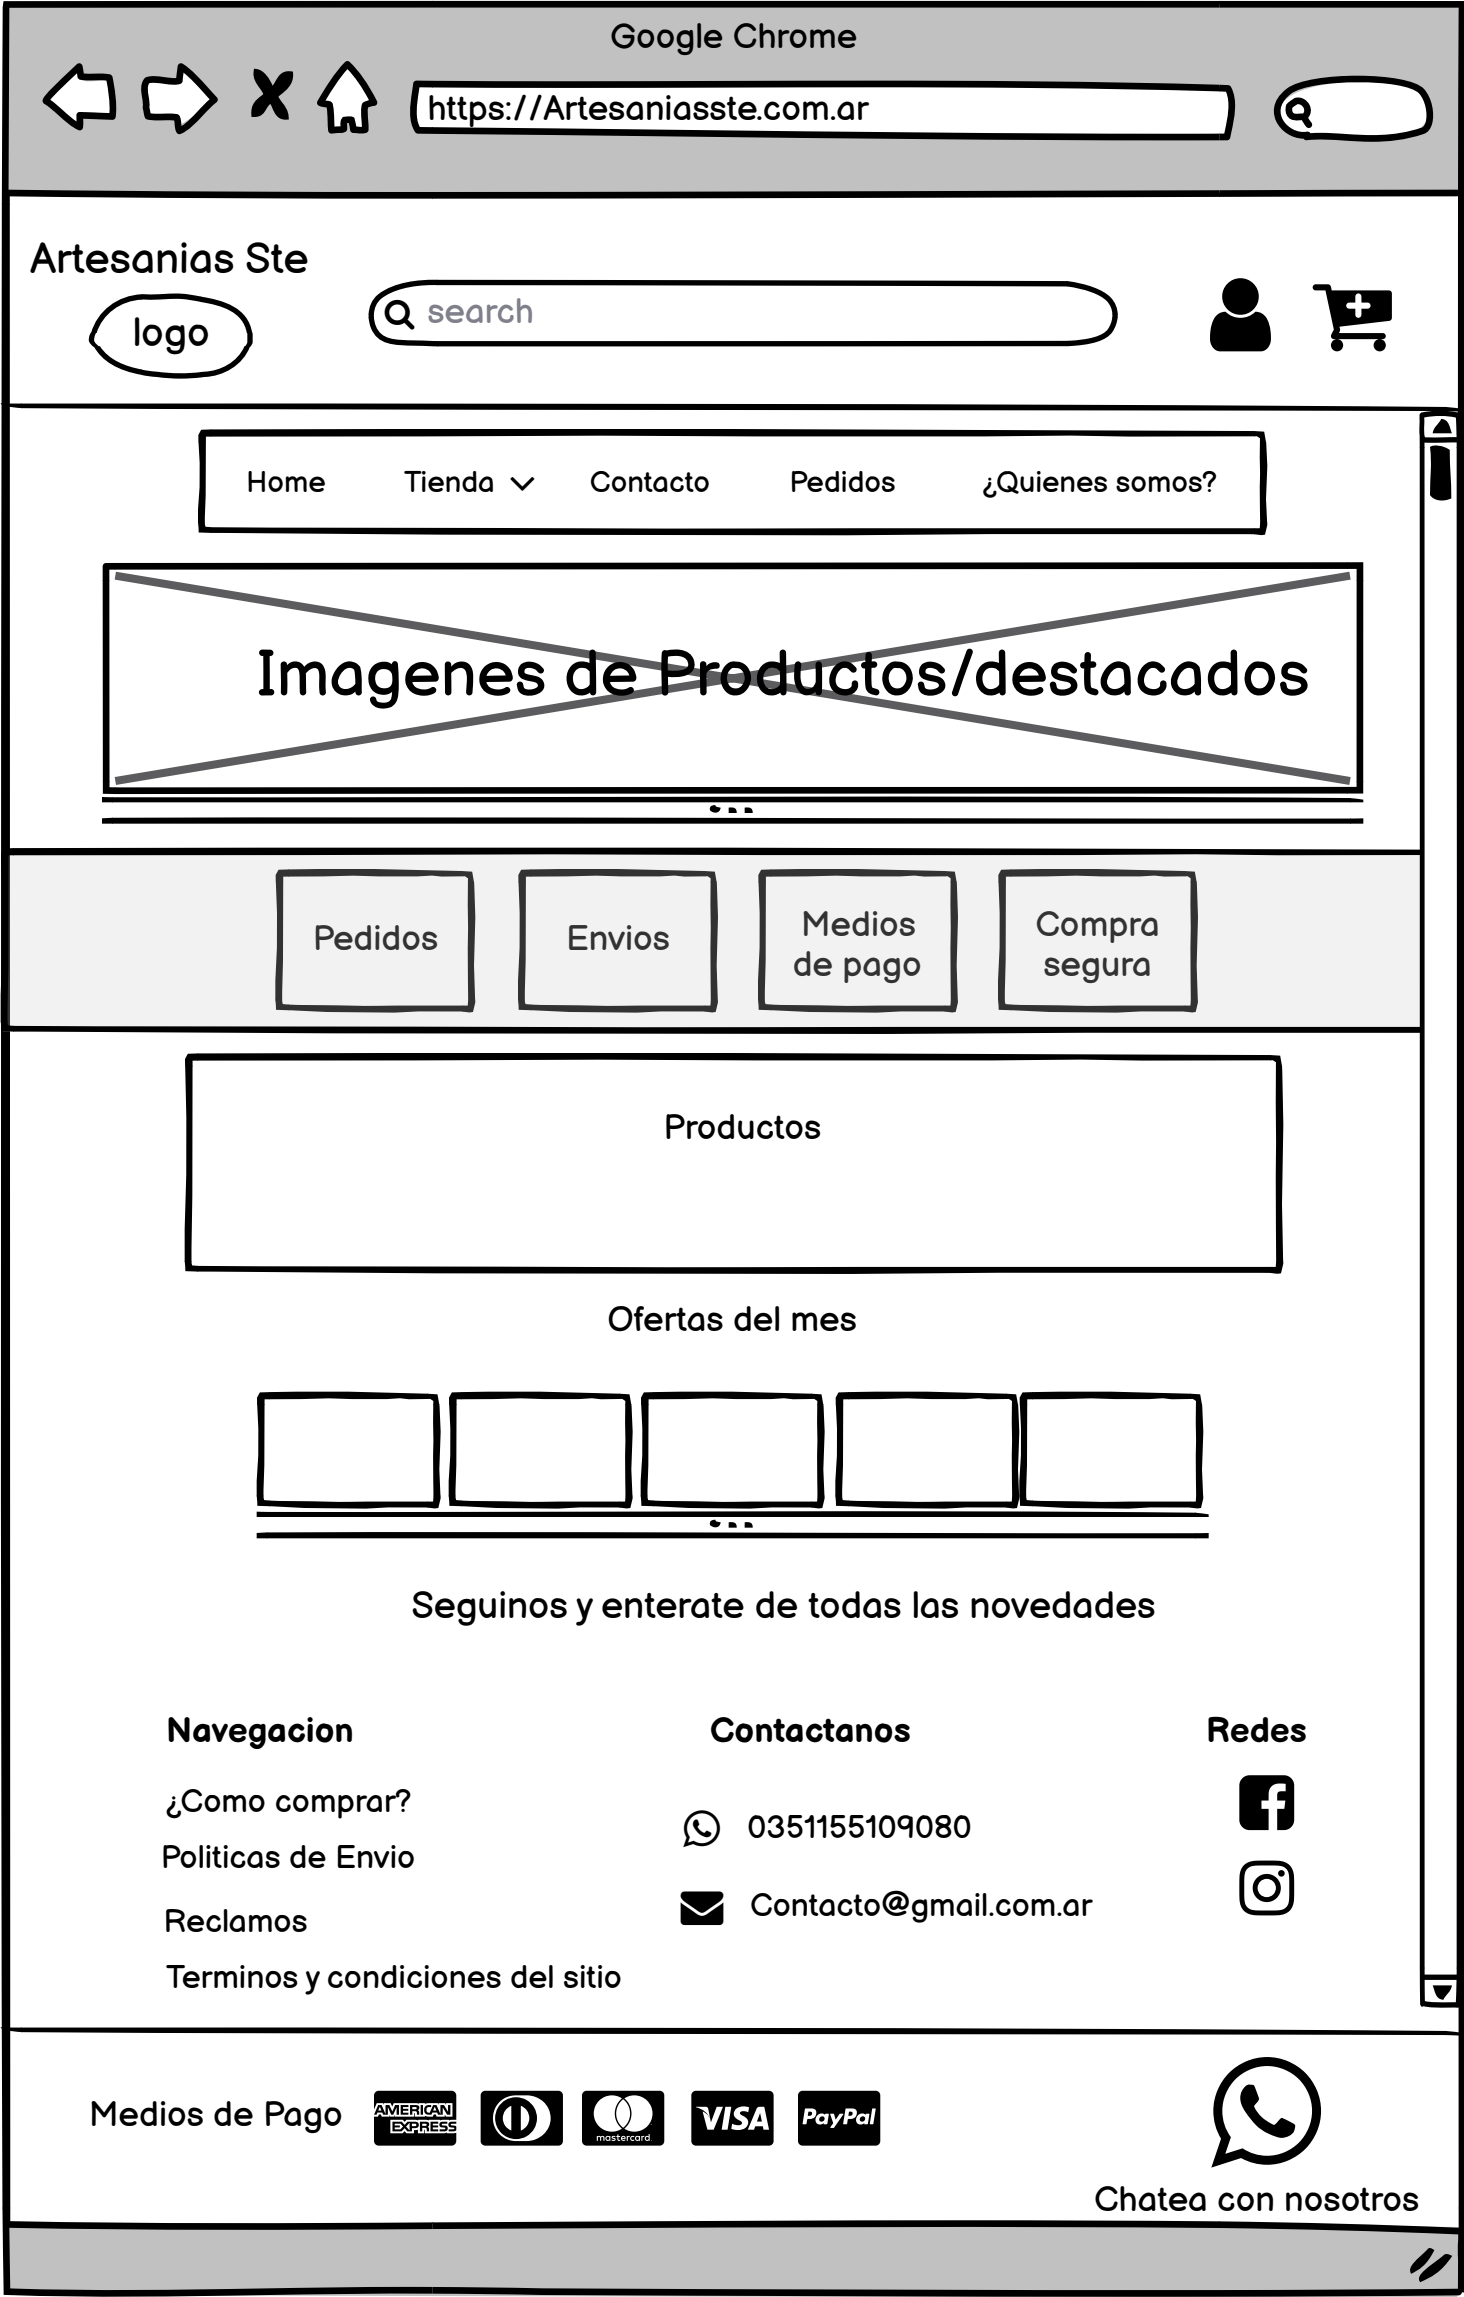 Google Chrome
https://Artesaniasste.com.ar
Artesanias Ste
logo
search
Home Tienda Contacto Pedidos ¿Quienes somos?
Imagenes de Productos/destacados
Pedidos
Envios
Medios
de pago
Compra
segura
Productos
Ofertas del mes
Seguinos y enterate de todas las novedades
Navegacion
¿Como comprar?
Politicas de Envio
Reclamos
Terminos y condiciones del sitio
Contactanos
0351155109080
Contacto@gmail.com.ar
Redes
Medios de Pago
AMERICAN
EXPRESS
mastercard.
VISA
PayPal
Chatea con nosotros